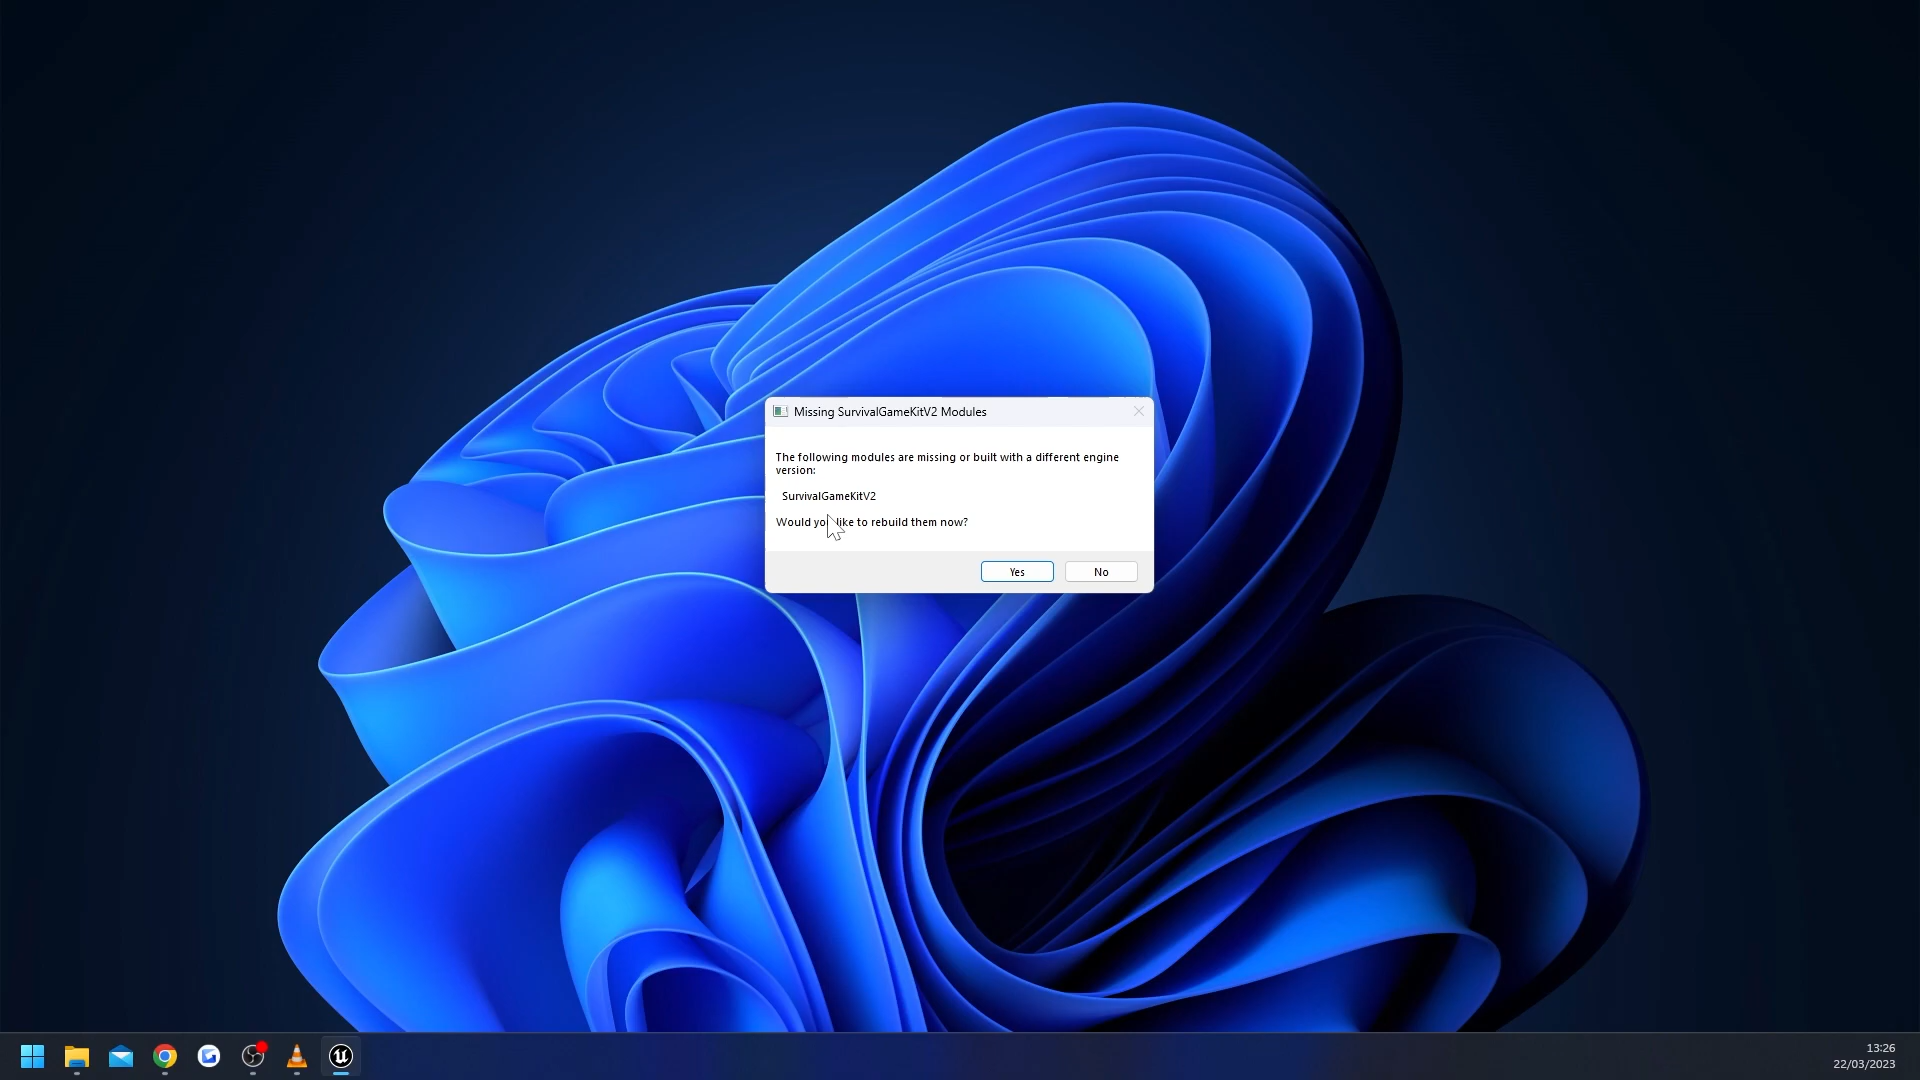 Missing SurvivalGameKitV2 Modules
The following modules are missing or built with a different engine
version:
SurvivalGameKitV2
Would you like to rebuild them now?
Yes
No
13:26
22/03/2023